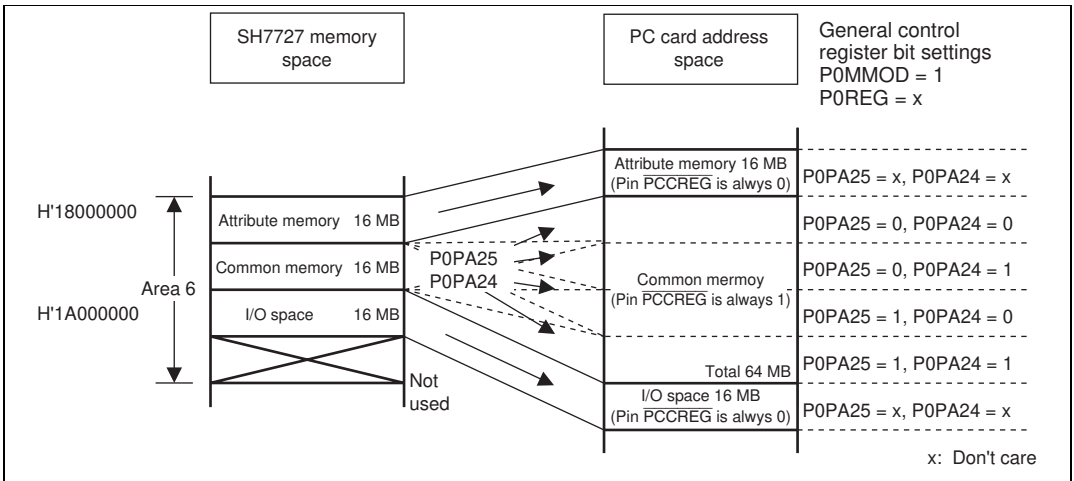 SH7727 memory
space
PC card address
space
General control
register bit settings
P0MMOD = 1
P0REG = x
H'18000000
Area 6
H'1A000000
Attribute memory 16 MB
Common memory 16 MB
I/O space 16 MB
Not
used
P0PA25
P0PA24
Attribute memory 16 MB
(Pin PCCREG is alwys 0)
Common mermoy
(Pin PCCREG is always 1)
Total 64 MB
I/O space 16 MB
(Pin PCCREG is alwys 0)
P0PA25 = x, P0PA24 = x
P0PA25 = 0, P0PA24 = 0
P0PA25 = 0, P0PA24 = 1
P0PA25 = 1, P0PA24 = 0
P0PA25 = 1, P0PA24 = 1
P0PA25 = x, P0PA24 = x
x: Don't care